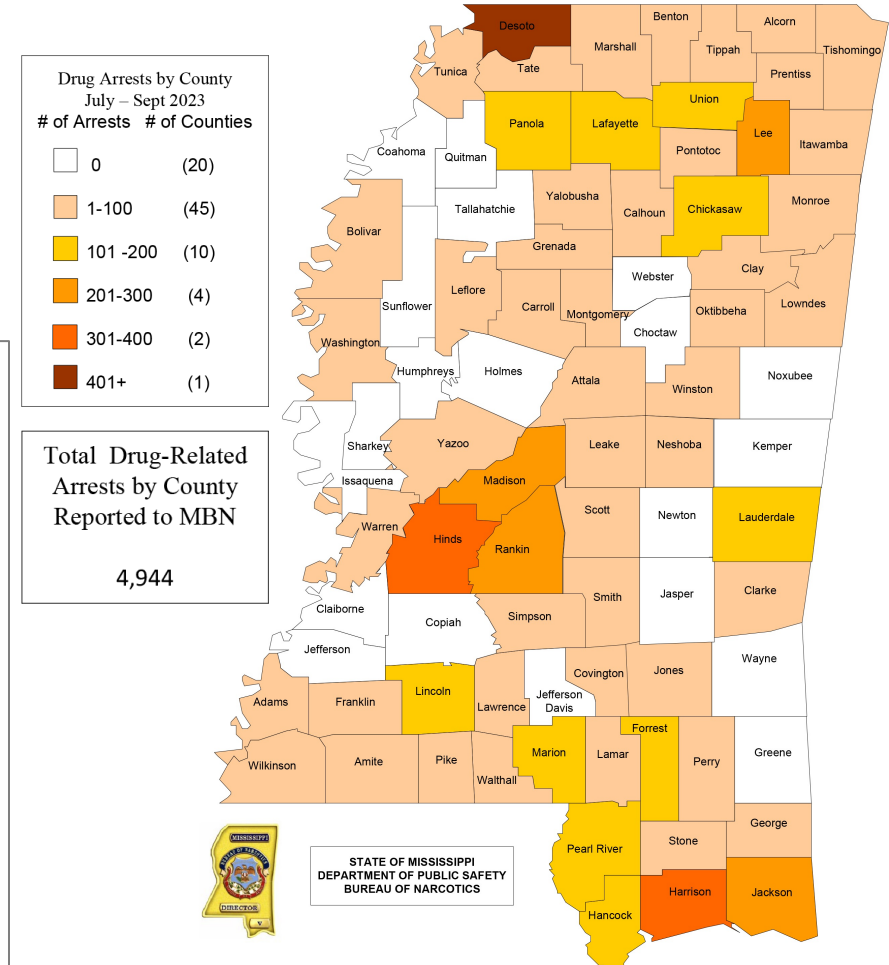 Drug Arrests by County
July – Sept 2023
# of Arrests # of Counties
0 (20)
1-100 (45)
101 -200 (10)
201-300 (4)
301-400 (2)
401+ (1)
Total Drug-Related
Arrests by County
Reported to MBN
4,944
Desoto
Benton
Alcorn
Marshall
Tippah
Tishomingo
Tunica
Tate
Prentiss
Union
Panola
Lafayette
Lee
Itawamba
Coahoma
Quitman
Pontotoc
Yalobusha
Monroe
Tallahatchie
Calhoun
Chickasaw
Bolivar
Grenada
Clay
Webster
Leflore
Sunflower
Carroll
Montgomery
Oktibbeha
Lowndes
Choctaw
Washington
Humphreys
Holmes
Attala
Winston
Noxubee
Sharkey
Yazoo
Leake
Neshoba
Kemper
Issaquena
Madison
Warren
Hinds
Rankin
Scott
Newton
Lauderdale
Claiborne
Copiah
Simpson
Smith
Jasper
Clarke
Jefferson
Wayne
Covington
Jones
Adams
Franklin
Lincoln
Lawrence
Jefferson
Davis
Forrest
Wilkinson
Amite
Pike
Walthall
Marion
Lamar
Perry
Greene
George
Pearl River
Stone
Hancock
Harrison
Jackson
MISSISSIPPI
BUREAU OF NARCOTICS
DIRECTOR
V
STATE OF MISSISSIPPI
DEPARTMENT OF PUBLIC SAFETY
BUREAU OF NARCOTICS